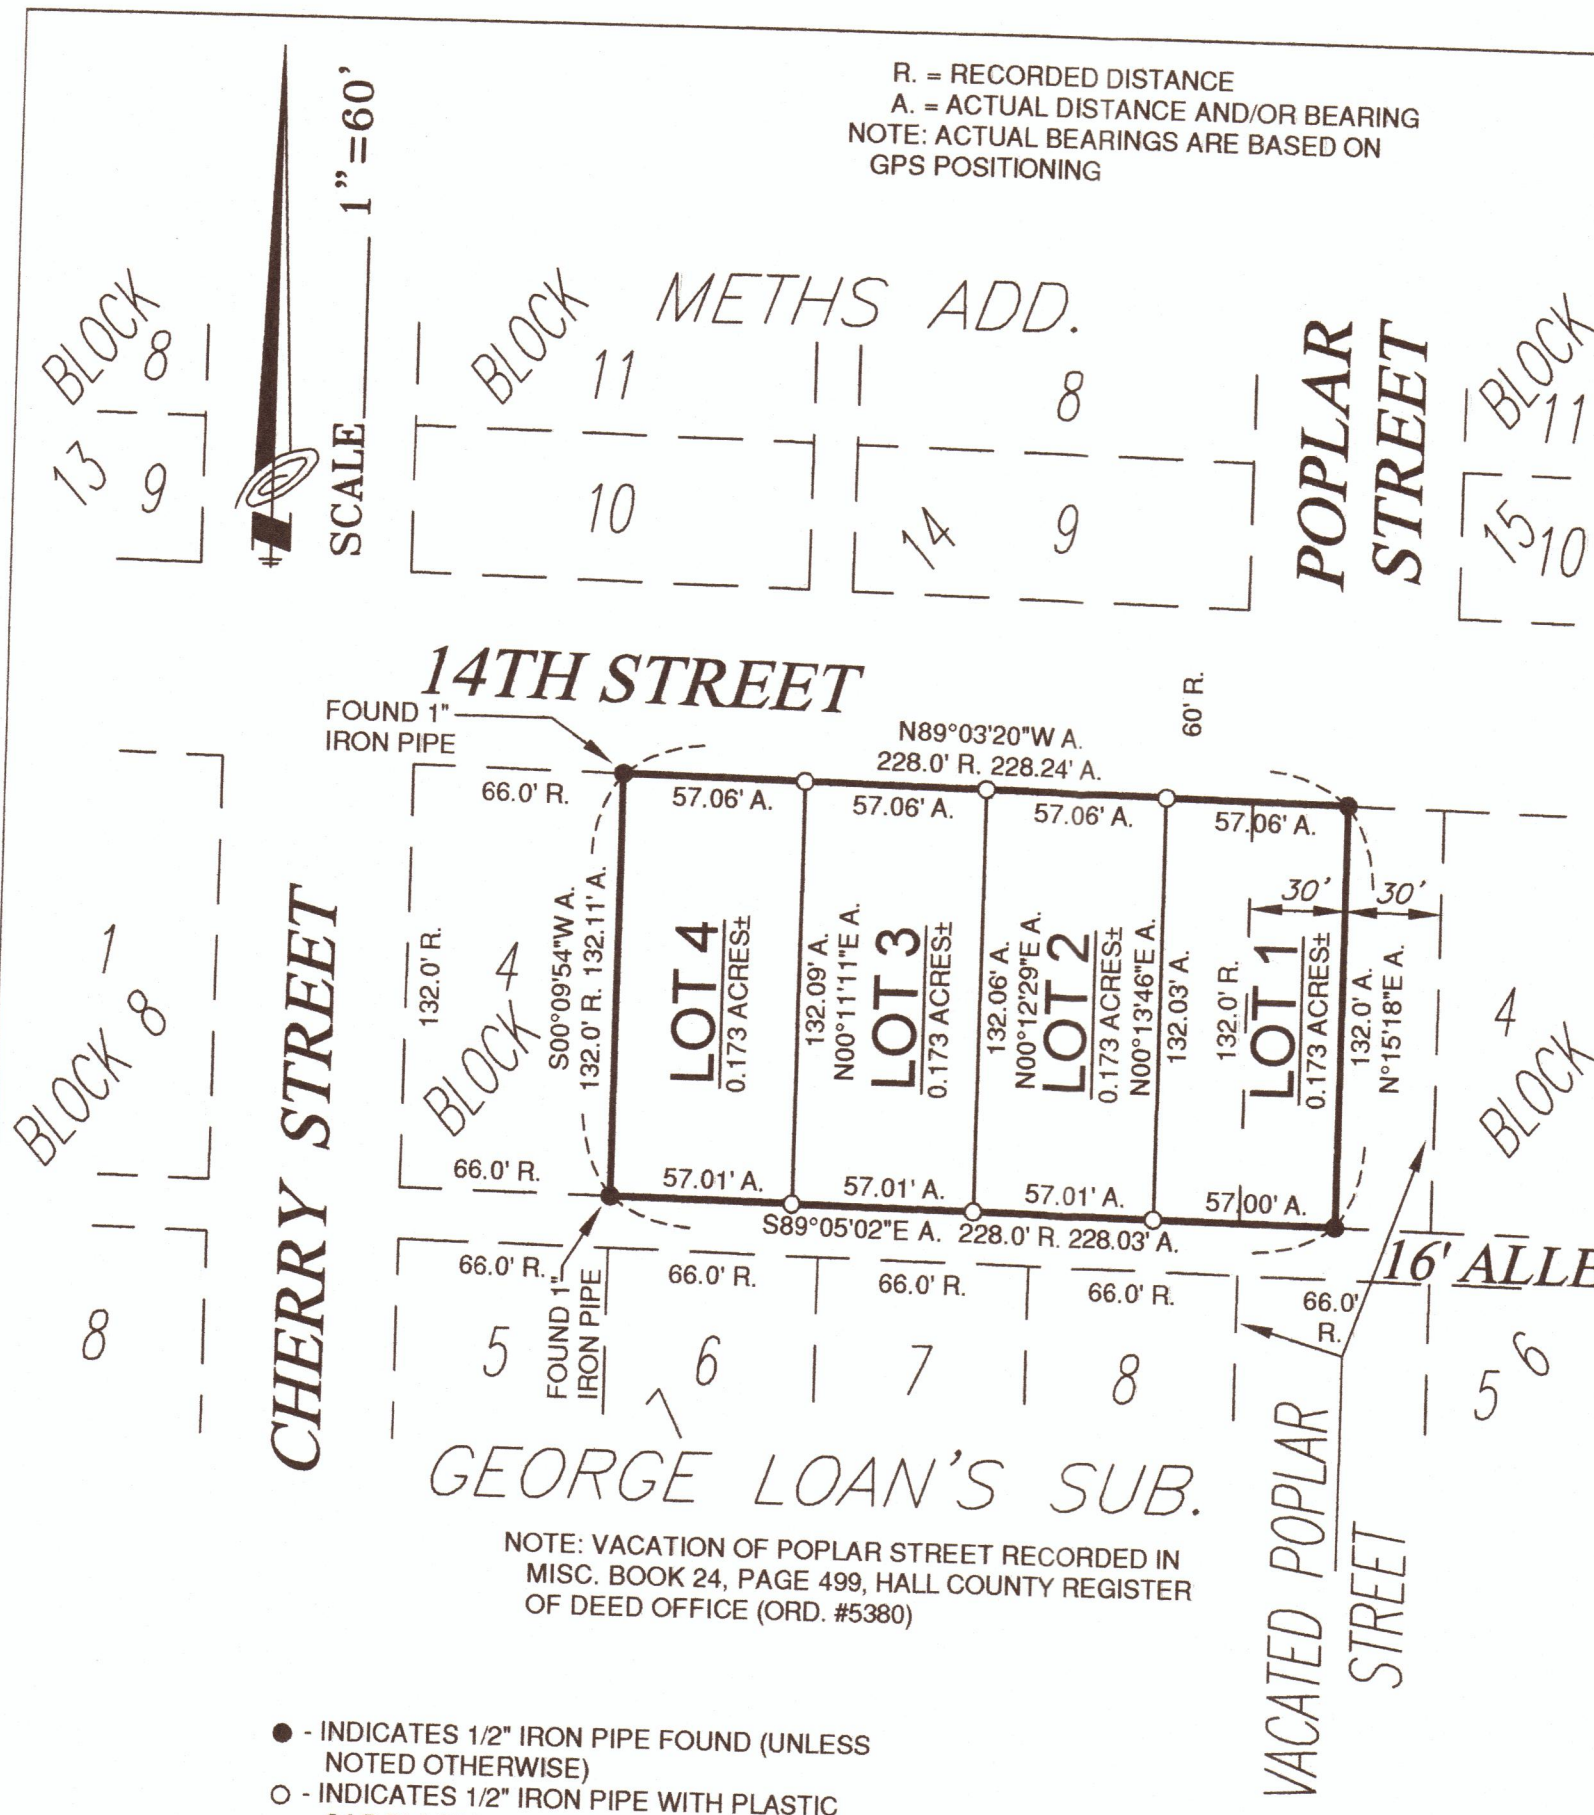 R. = RECORDED DISTANCE
A. = ACTUAL DISTANCE AND/OR BEARING
NOTE: ACTUAL BEARINGS ARE BASED ON
GPS POSITIONING
SCALE 1"=60'
METHS ADD.
BLOCK
8
13
9
BLOCK
11
10
8
14
9
POPLAR
STREET
BLOCK
11
15
10
14TH STREET
60' R.
FOUND 1"
IRON PIPE
N89°03'20"W A.
228.0' R. 228.24' A.
66.0' R.
57.06' A.
57.06' A.
57.06' A.
57.06' A.
30'
30'
CHERRY STREET
1
BLOCK 8
132.0' R.
4
BLOCK
S00°09'54"W A.
132.0' R. 132.11' A.
LOT 4
0.173 ACRES±
132.09' A.
N00°11'11"E A.
LOT 3
0.173 ACRES±
132.06' A.
N00°12'29"E A.
LOT 2
0.173 ACRES±
N00°13'46"E A.
132.03' A.
132.0' R.
LOT 1
0.173 ACRES±
132.0' A.
N°15'18"E A.
4
BLOCK
66.0' R.
57.01' A.
57.01' A.
57.01' A.
57.00' A.
S89°05'02"E A. 228.0' R. 228.03' A.
16' ALLE
66.0' R.
66.0' R.
66.0' R.
66.0' R.
66.0'
R.
FOUND 1"
IRON PIPE
8
5
6
7
8
5
6
GEORGE LOAN'S SUB.
VACATED POPLAR
STREET
NOTE: VACATION OF POPLAR STREET RECORDED IN
MISC. BOOK 24, PAGE 499, HALL COUNTY REGISTER
OF DEED OFFICE (ORD. #5380)
- INDICATES 1/2" IRON PIPE FOUND (UNLESS
NOTED OTHERWISE)
- INDICATES 1/2" IRON PIPE WITH PLASTIC